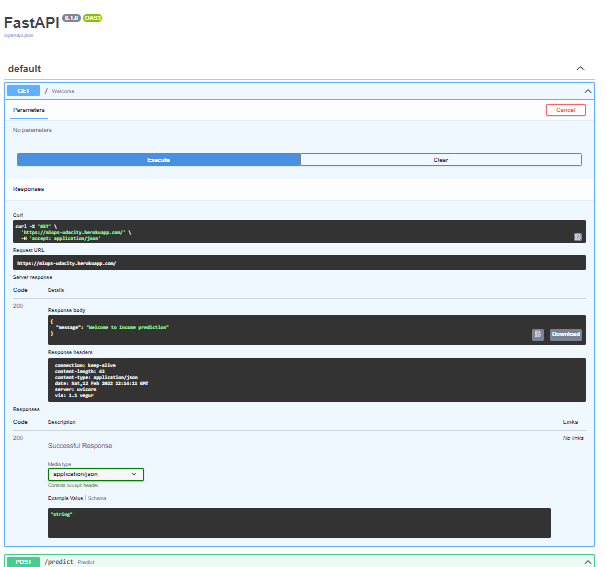 FastAPI 0.1.0 OAS3
/openapi.json
default
GET / Welcome
Parameters
Cancel
No parameters
Execute
Clear
Responses
Curl
curl -X 'GET' \
'https://mlops-udacity.herokuapp.com/' \
-H 'accept: application/json'
Request URL
https://mlops-udacity.herokuapp.com/
Server response
Code Details
200
Response body
{
"message": "Welcome to income prediction"
}
Download
Response headers
connection: keep-alive
content-length: 42
content-type: application/json
date: Sat,12 Feb 2022 12:14:11 GMT
server: uvicorn
via: 1.1 vegur
Responses
Code Description Links
200 No links
Successful Response
Media type
application/json
Controls Accept header.
Example Value | Schema
"string"
POST /predict Predict